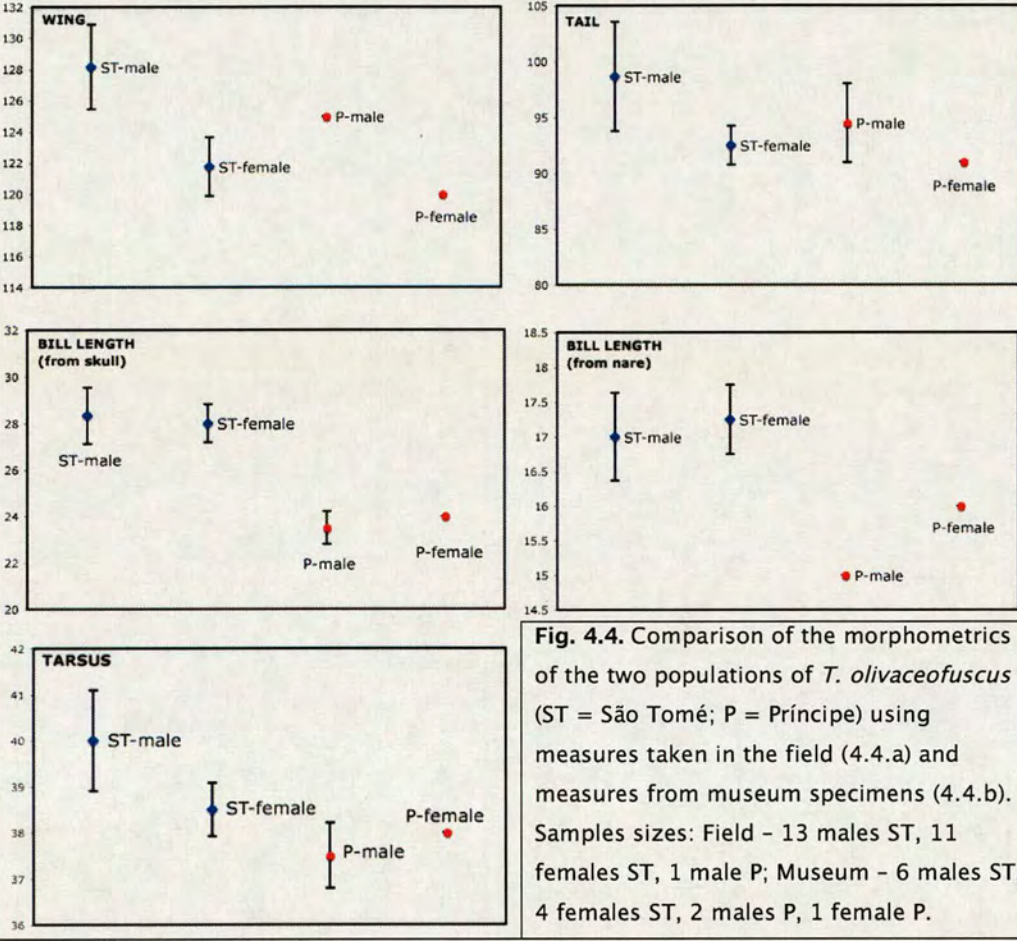 WING
132
130
128
126
124
122
120
118
116
114
ST-male
ST-female
P-male
P-female
TAIL
105
100
95
90
85
80
ST-male
ST-female
P-male
P-female
BILL LENGTH
(from skull)
32
30
28
26
24
22
20
ST-male
ST-female
P-male
P-female
BILL LENGTH
(from nare)
18.5
18
17.5
17
16.5
16
15.5
15
14.5
ST-male
ST-female
P-male
P-female
TARSUS
42
41
40
39
38
37
36
ST-male
ST-female
P-male
P-female
Fig. 4.4. Comparison of the morphometrics
of the two populations of T. olivaceofuscus
(ST = São Tomé; P = Príncipe) using
measures taken in the field (4.4.a) and
measures from museum specimens (4.4.b).
Samples sizes: Field – 13 males ST, 11
females ST, 1 male P; Museum – 6 males ST
4 females ST, 2 males P, 1 female P.